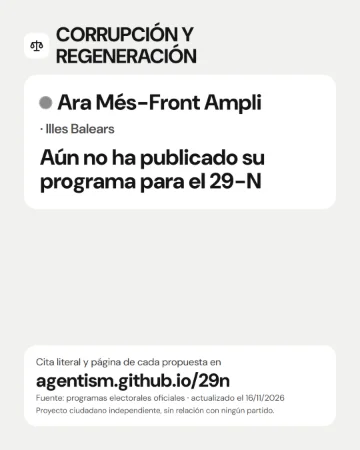 CORRUPCIÓN Y
REGENERACIÓN
Ara Més-Front Ampli
· Illes Balears
Aún no ha publicado su
programa para el 29-N
Cita literal y página de cada propuesta en
agentism.github.io/29n
Fuente: programas electorales oficiales · actualizado el 16/11/2026
Proyecto ciudadano independiente, sin relación con ningún partido.